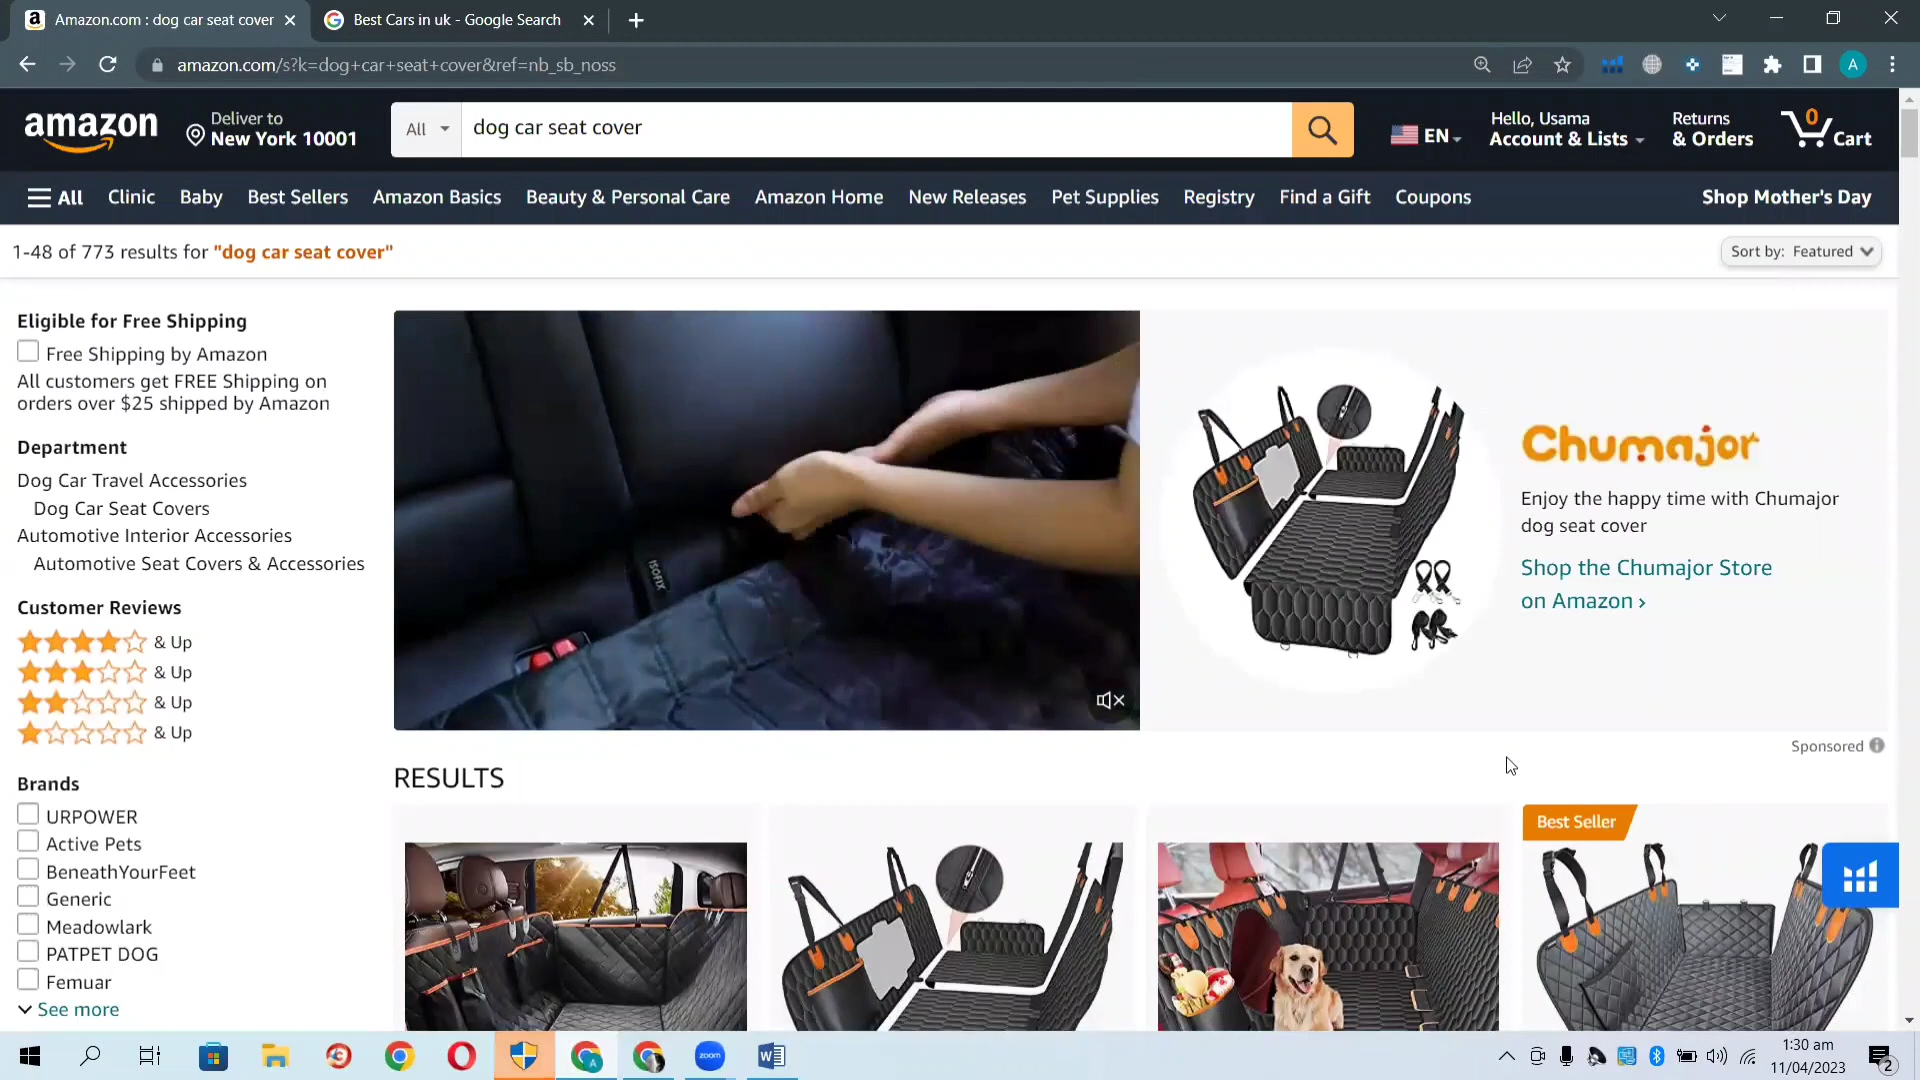 Amazon.com : dog car seat cover
Best Cars in uk - Google Search
amazon.com/s?k=dog+car+seat+cover&ref=nb_sb_noss
A
amazon
Deliver to
New York 10001
All
dog car seat cover
EN
Hello, Usama
Account & Lists
Returns
& Orders
0
Cart
All
Clinic
Baby
Best Sellers
Amazon Basics
Beauty & Personal Care
Amazon Home
New Releases
Pet Supplies
Registry
Find a Gift
Coupons
Shop Mother's Day
1-48 of 773 results for "dog car seat cover"
Sort by: Featured
Eligible for Free Shipping
Free Shipping by Amazon
All customers get FREE Shipping on
orders over $25 shipped by Amazon
Department
Dog Car Travel Accessories
Dog Car Seat Covers
Automotive Interior Accessories
Automotive Seat Covers & Accessories
Customer Reviews
& Up
& Up
& Up
& Up
Brands
URPOWER
Active Pets
BeneathYourFeet
Generic
Meadowlark
PATPET DOG
Femuar
See more
ISOFIX
Chumajor
Enjoy the happy time with Chumajor
dog seat cover
Shop the Chumajor Store
on Amazon ›
Sponsored
RESULTS
Best Seller
zoom
1:30 am
11/04/2023
2